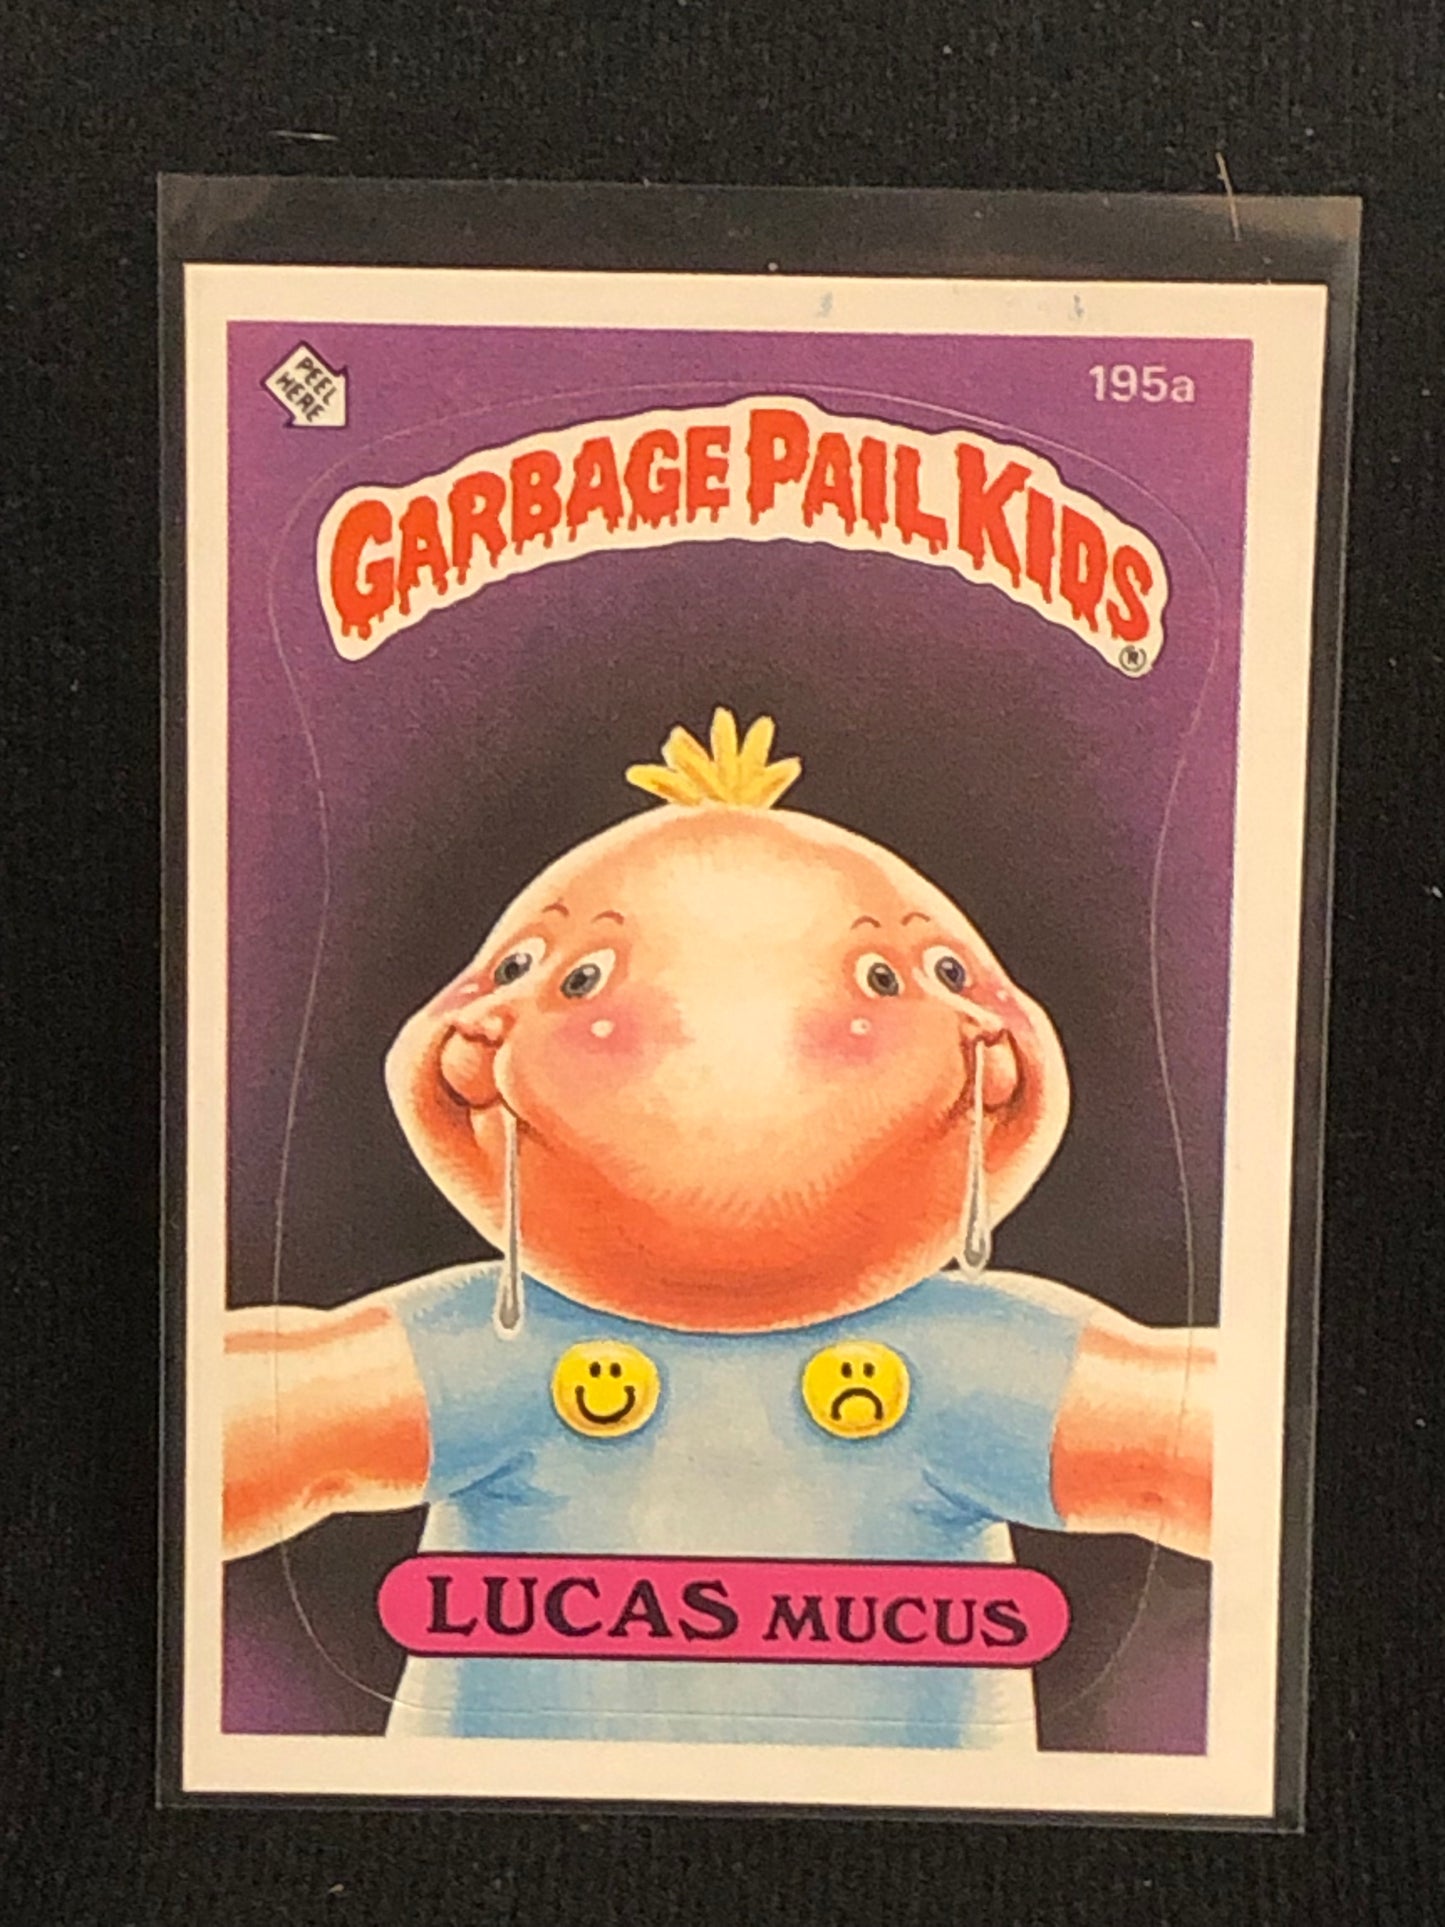 PEEL
HERE
195a
GARBAGE PAIL KIDS
®
LUCAS MUCUS